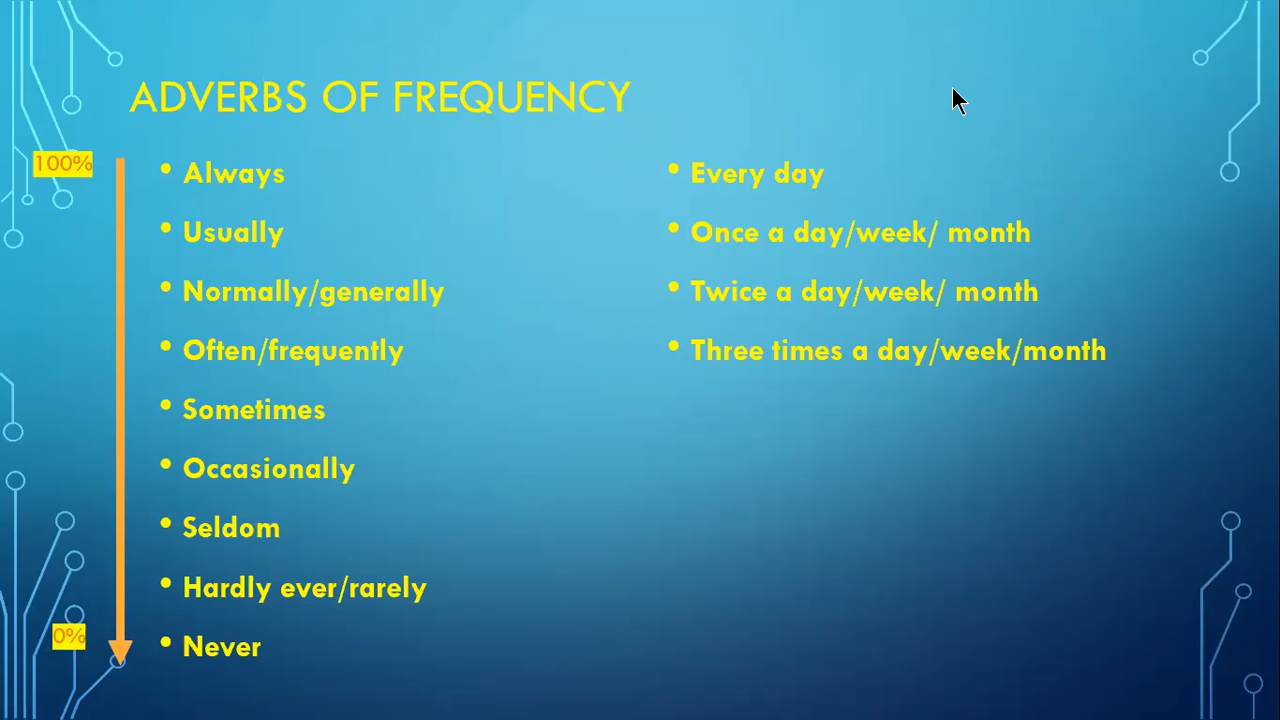 ADVERBS OF FREQUENCY
100%
• Always
• Usually
• Normally/generally
• Often/frequently
• Sometimes
• Occasionally
• Seldom
• Hardly ever/rarely
0%
• Never
• Every day
• Once a day/week/ month
• Twice a day/week/ month
• Three times a day/week/month